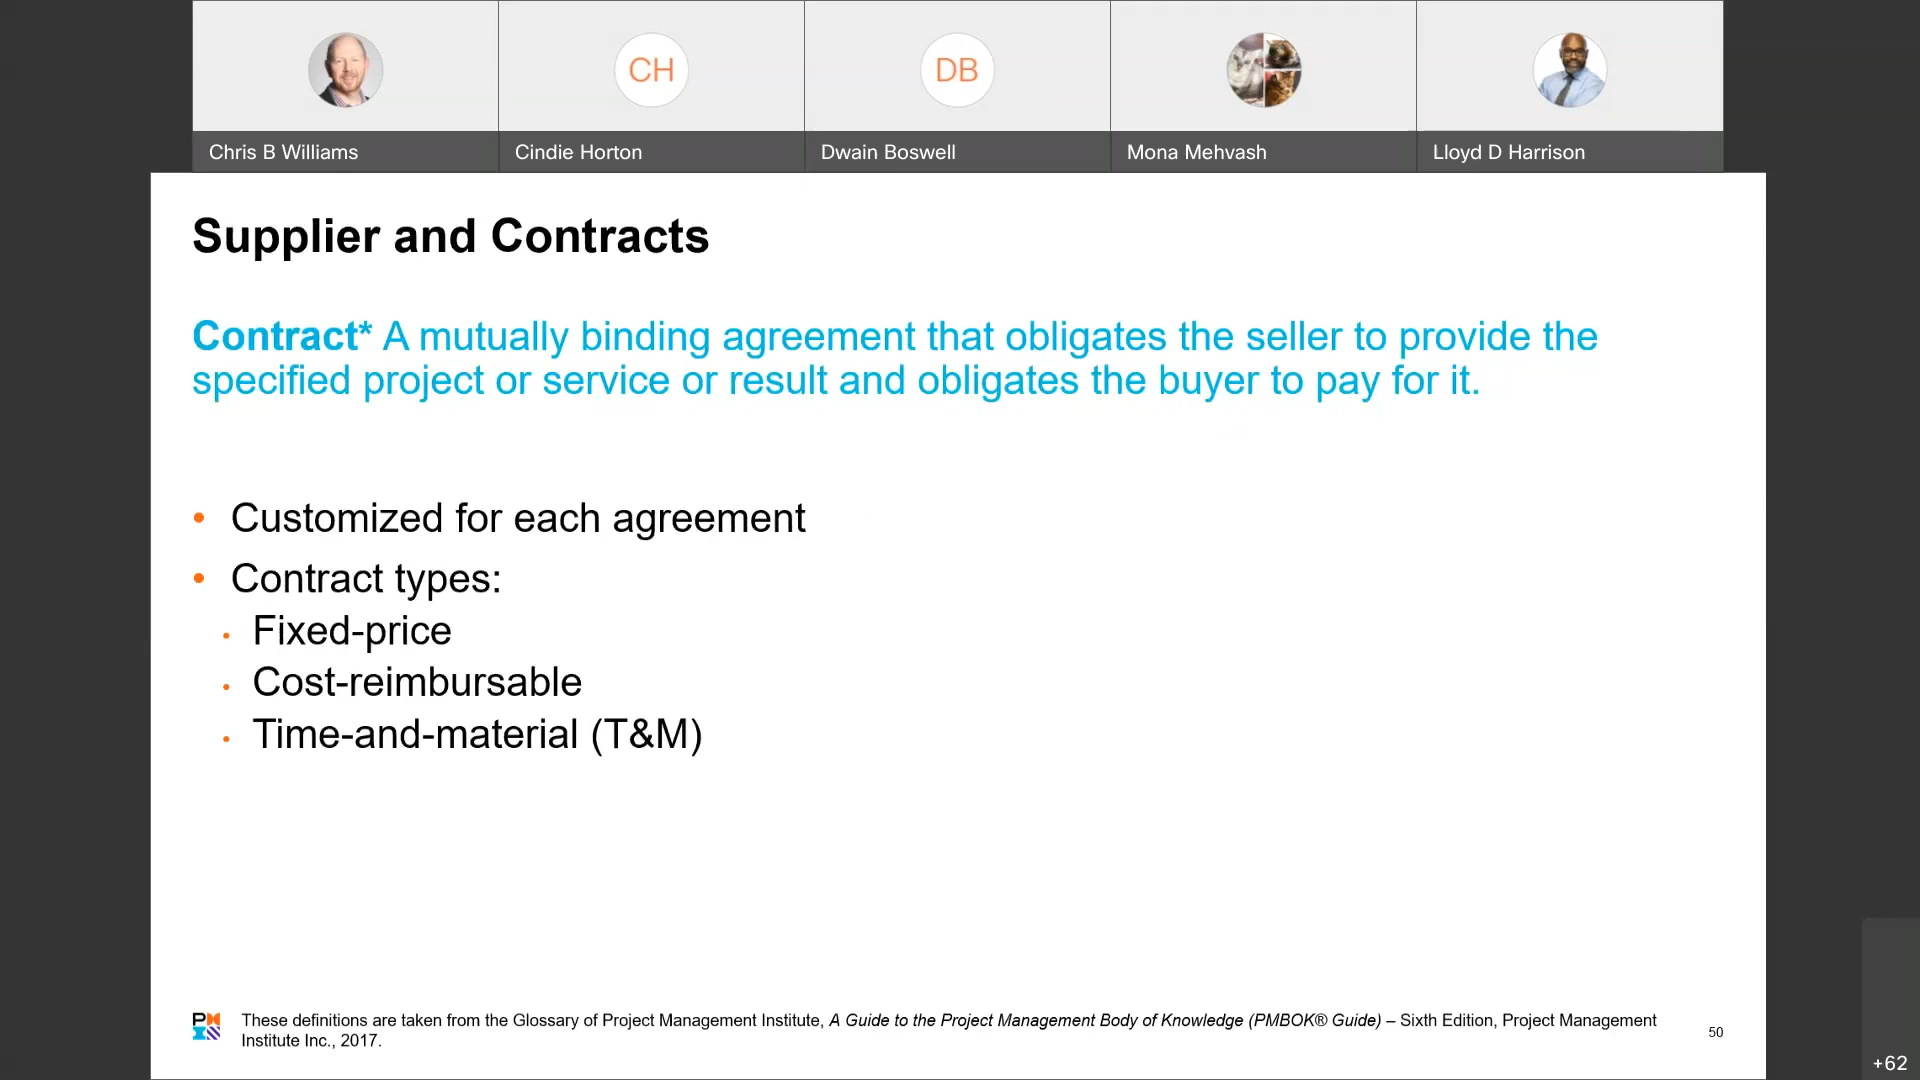 CH
DB
Chris B Williams
Cindie Horton
Dwain Boswell
Mona Mehvash
Lloyd D Harrison
Supplier and Contracts
Contract* A mutually binding agreement that obligates the seller to provide the
specified project or service or result and obligates the buyer to pay for it.
• Customized for each agreement
• Contract types:
• Fixed-price
• Cost-reimbursable
• Time-and-material (T&M)
These definitions are taken from the Glossary of Project Management Institute, A Guide to the Project Management Body of Knowledge (PMBOK® Guide) – Sixth Edition, Project Management
Institute Inc., 2017.
50
+62